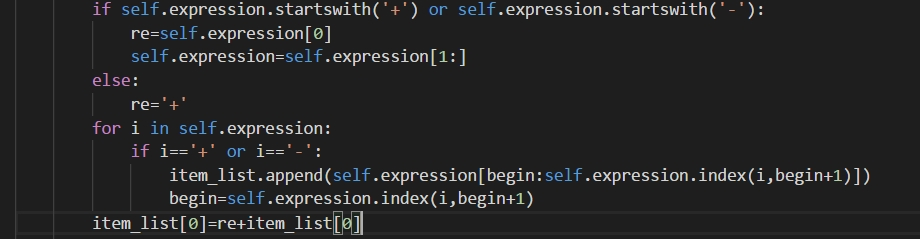 if self.expression.startswith('+') or self.expression.startswith('-'):
    re=self.expression[0]
    self.expression=self.expression[1:]
else:
    re='+'
for i in self.expression:
    if i=='+' or i=='-':
        item_list.append(self.expression[begin:self.expression.index(i,begin+1)])
        begin=self.expression.index(i,begin+1)
item_list[0]=re+item_list[0]